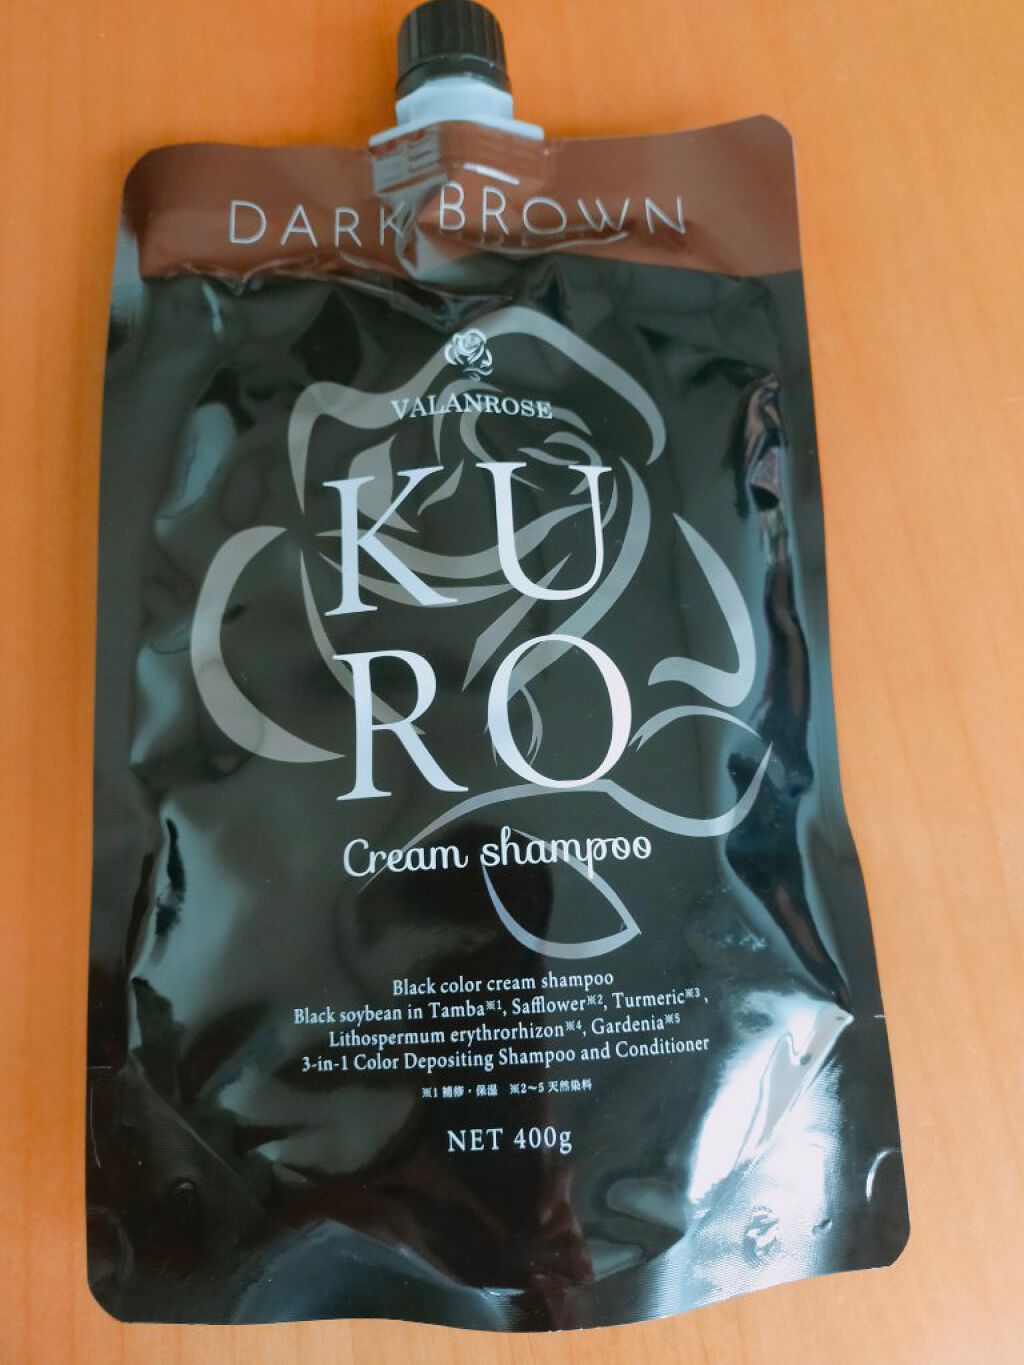 DARK BROWN
VALANROSE
KU
RO
Cream shampoo
Black color cream shampoo
Black soybean in Tamba※1, Safflower※2, Turmeric※3,
Lithospermum erythrorhizon※4, Gardenia※5
3-in-1 Color Depositing Shampoo and Conditioner
※1 補修・保湿 ※2～5 天然染料
NET 400g